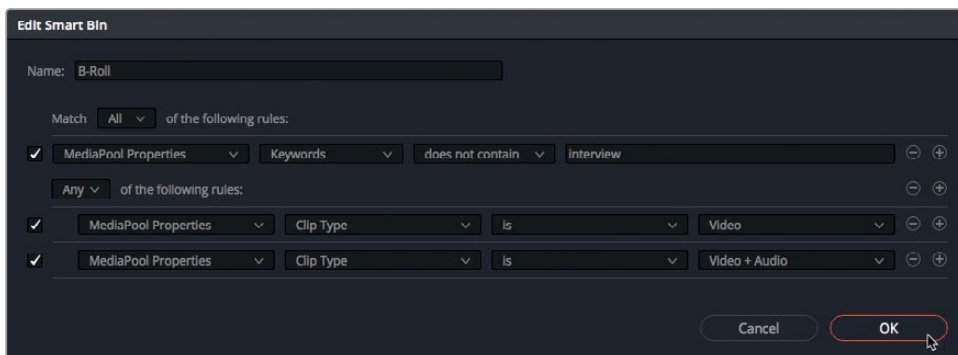 Edit Smart Bin
Name: B-Roll
Match All of the following rules:
MediaPool Properties Keywords does not contain interview
Any of the following rules:
MediaPool Properties Clip Type is Video
MediaPool Properties Clip Type is Video + Audio
Cancel OK